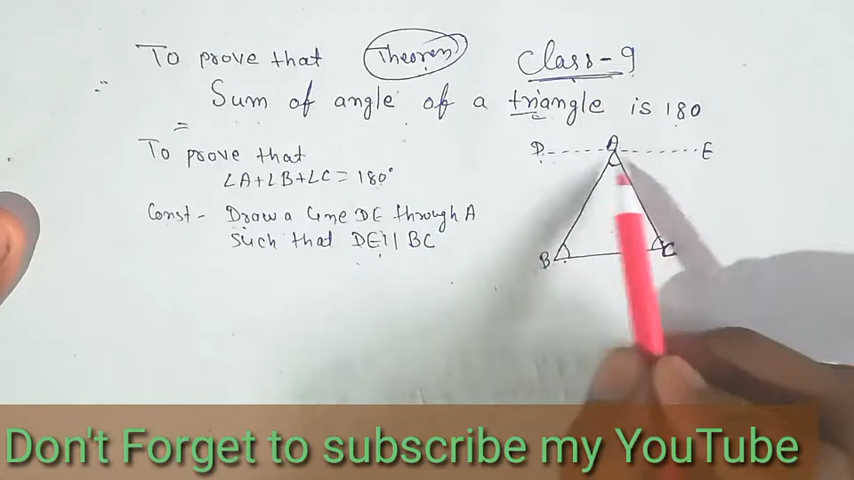 To prove that Theorem Class-9
Sum of angle of a triangle is 180
To prove that
∠A+∠B+∠C=180°
Const- Draw a line DE through A
such that DE || BC
D A E
B C
Don't Forget to subscribe my YouTube